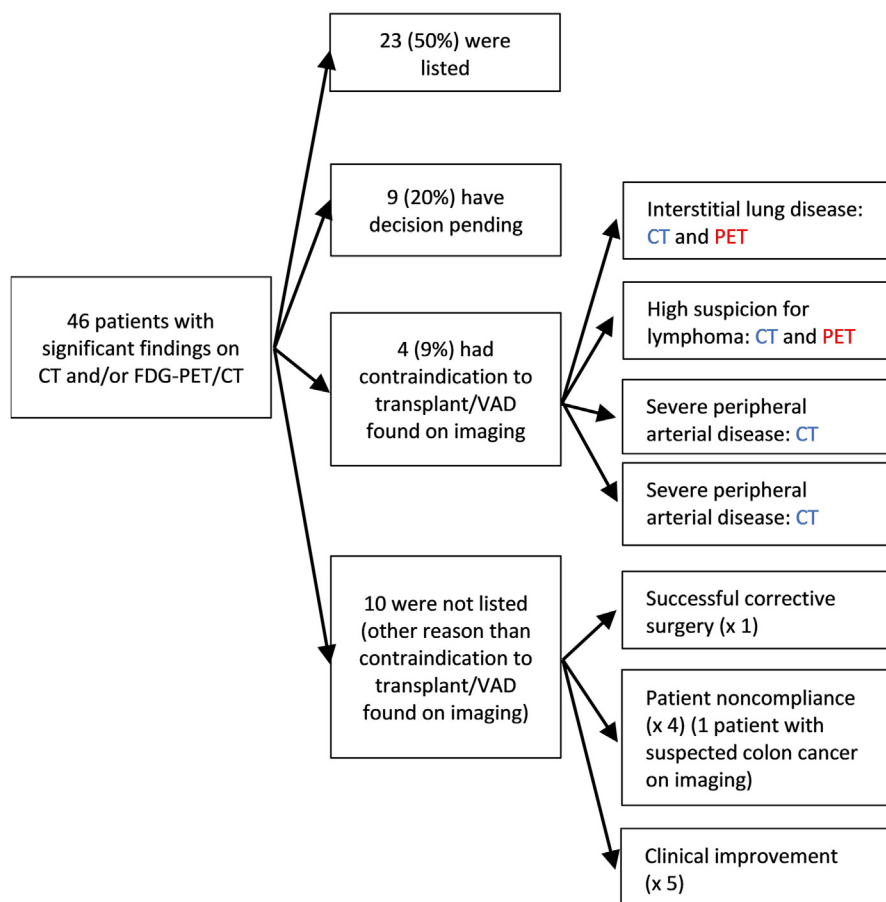 46 patients with
significant findings on
CT and/or FDG-PET/CT
23 (50%) were
listed
9 (20%) have
decision pending
4 (9%) had
contraindication to
transplant/VAD
found on imaging
Interstitial lung disease:
CT and PET
High suspicion for
lymphoma: CT and PET
Severe peripheral
arterial disease: CT
Severe peripheral
arterial disease: CT
10 were not listed
(other reason than
contraindication to
transplant/VAD
found on imaging)
Successful corrective
surgery (x 1)
Patient noncompliance
(x 4) (1 patient with
suspected colon cancer
on imaging)
Clinical improvement
(x 5)